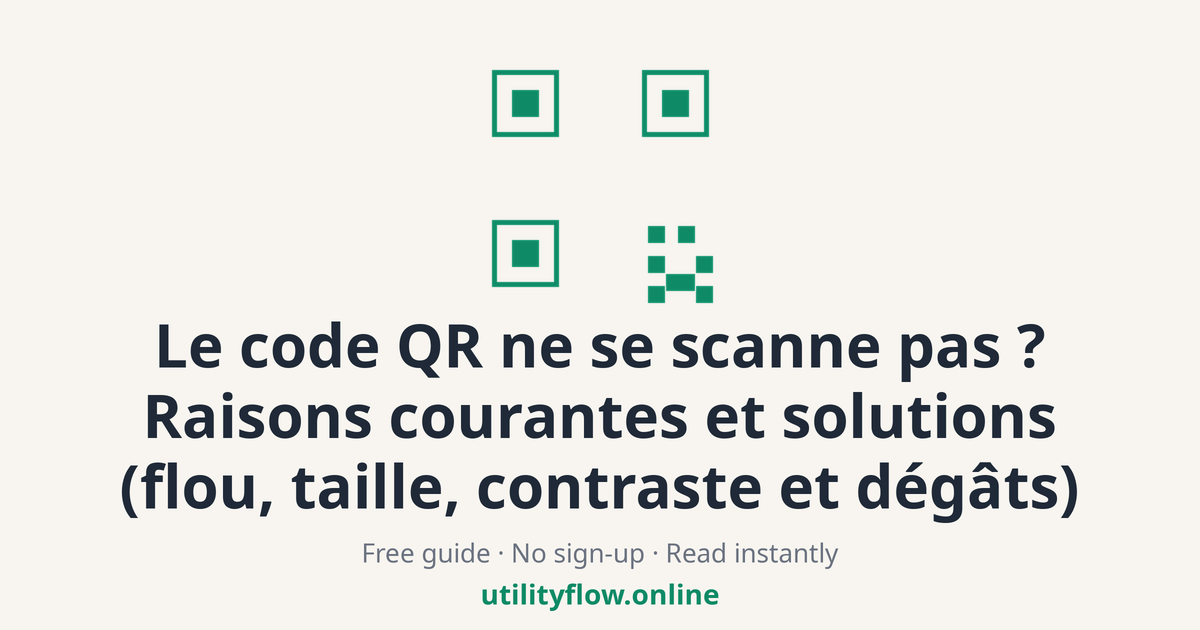 Le code QR ne se scanne pas ?
Raisons courantes et solutions
(flou, taille, contraste et dégâts)
Free guide · No sign-up · Read instantly
utilityflow.online